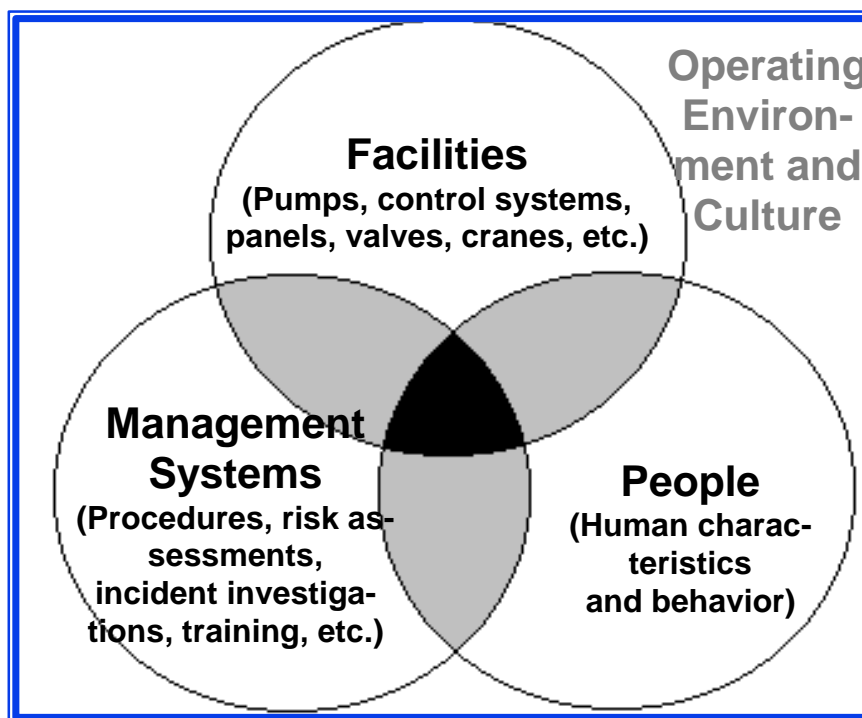 Operating
Environ-
ment and
Culture
Facilities
(Pumps, control systems,
panels, valves, cranes, etc.)
Management
Systems
(Procedures, risk as-
sessments,
incident investiga-
tions, training, etc.)
People
(Human charac-
teristics
and behavior)